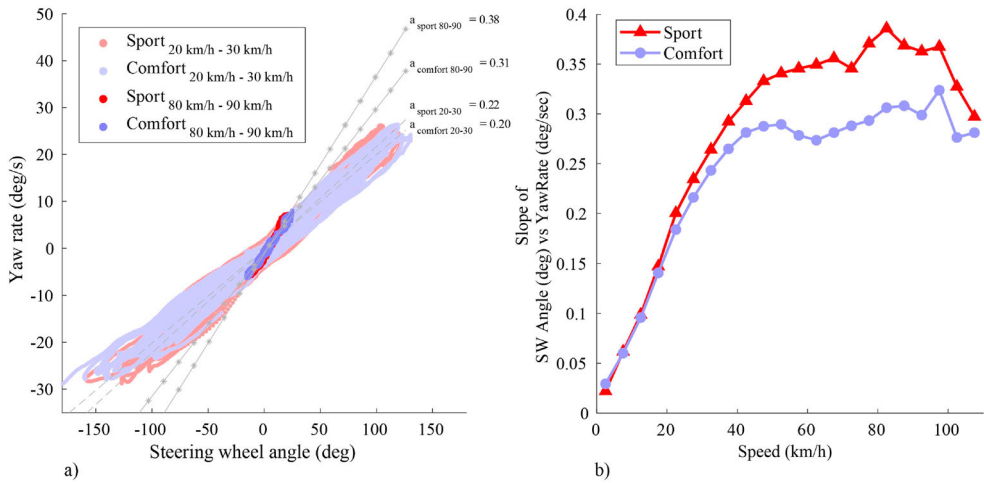 50
40
30
20
10
0
-10
-20
-30
Yaw rate (deg/s)
-150
-100
-50
0
50
100
150
Steering wheel angle (deg)
a)
Sport 20 km/h - 30 km/h
Comfort 20 km/h - 30 km/h
Sport 80 km/h - 90 km/h
Comfort 80 km/h - 90 km/h
a sport 80-90 = 0.38
a comfort 80-90 = 0.31
a sport 20-30 = 0.22
a comfort 20-30 = 0.20
0.4
0.35
0.3
0.25
0.2
0.15
0.1
0.05
0
Slope of
SW Angle (deg) vs YawRate (deg/sec)
0
20
40
60
80
100
Speed (km/h)
b)
Sport
Comfort